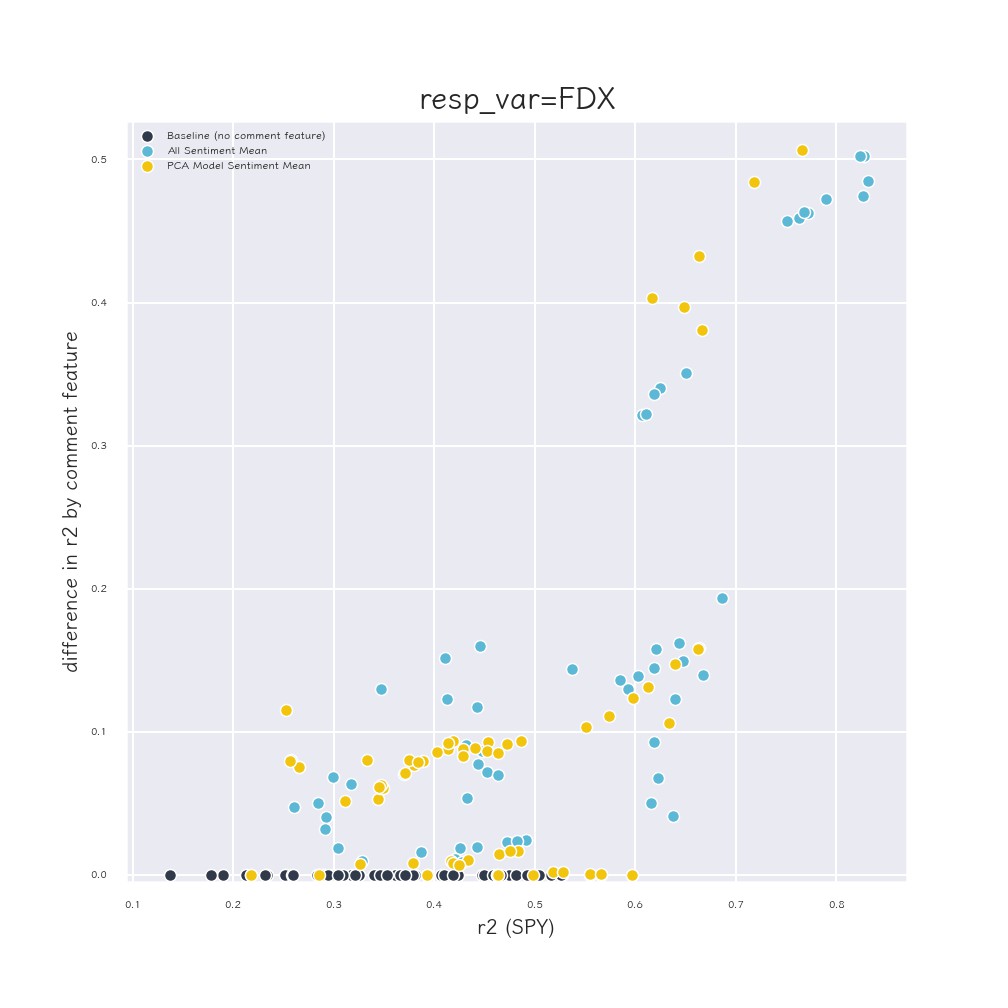 resp_var=FDX
Baseline (no comment feature)
All Sentiment Mean
PCA Model Sentiment Mean
difference in r2 by comment feature
0.5
0.4
0.3
0.2
0.1
0.0
0.1 0.2 0.3 0.4 0.5 0.6 0.7 0.8
r2 (SPY)